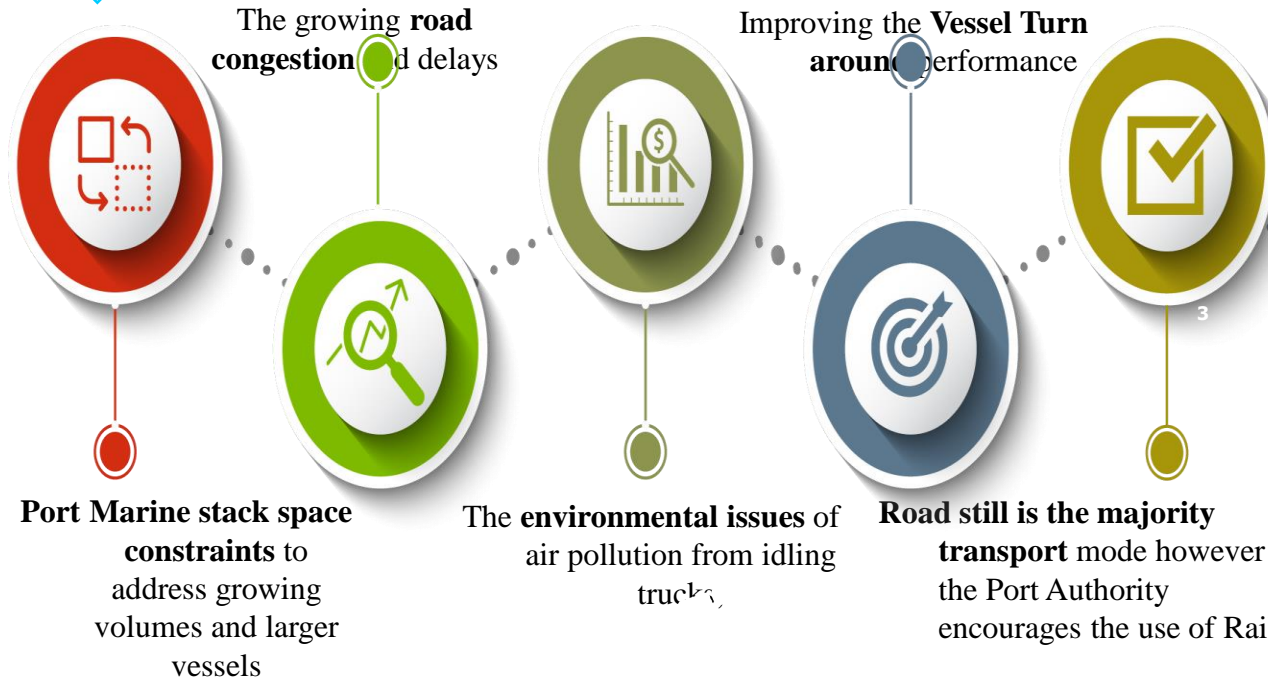 The growing road
congestion and delays
Improving the Vessel Turn
around performance
$
3
Port Marine stack space
constraints to
address growing
volumes and larger
vessels
The environmental issues of
air pollution from idling
Road still is the majority
transport mode however
the Port Authority
encourages the use of Rai